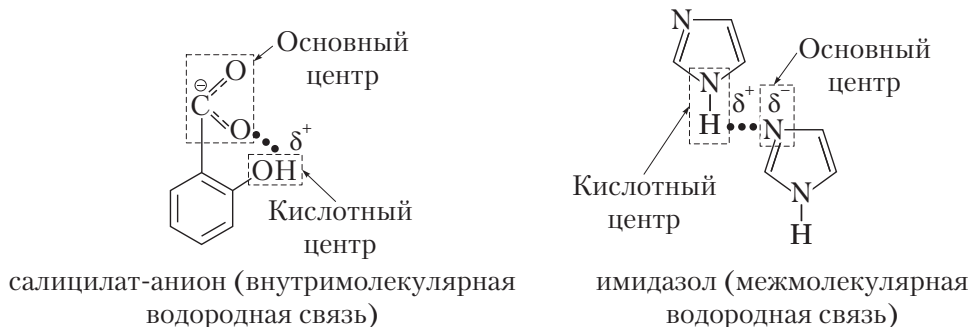 Основный
центр
⊖
O
C
O
δ⁺
OH
Кислотный
центр
салицилат-анион (внутримолекулярная
водородная связь)
N
N
H
δ⁺
δ⁻
N
Основный
центр
Кислотный
центр
N
H
имидазол (межмолекулярная
водородная связь)